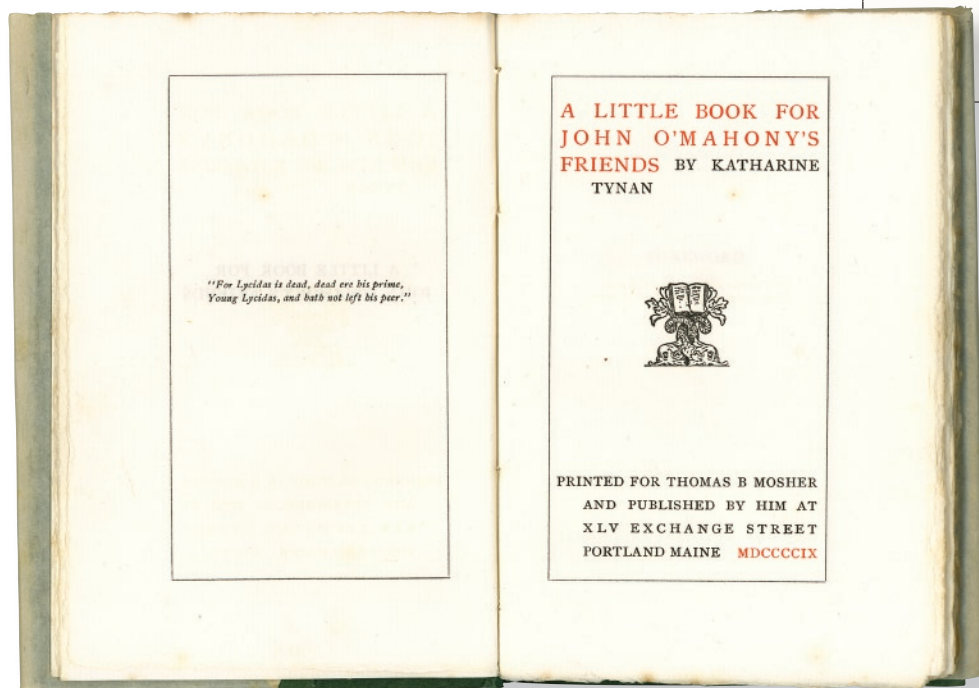 "For Lycidas is dead, dead ere his prime,
Young Lycidas, and hath not left his peer."
A LITTLE BOOK FOR
JOHN O'MAHONY'S
FRIENDS BY KATHARINE
TYNAN
PRINTED FOR THOMAS B MOSHER
AND PUBLISHED BY HIM AT
XLV EXCHANGE STREET
PORTLAND MAINE MDCCCCIX